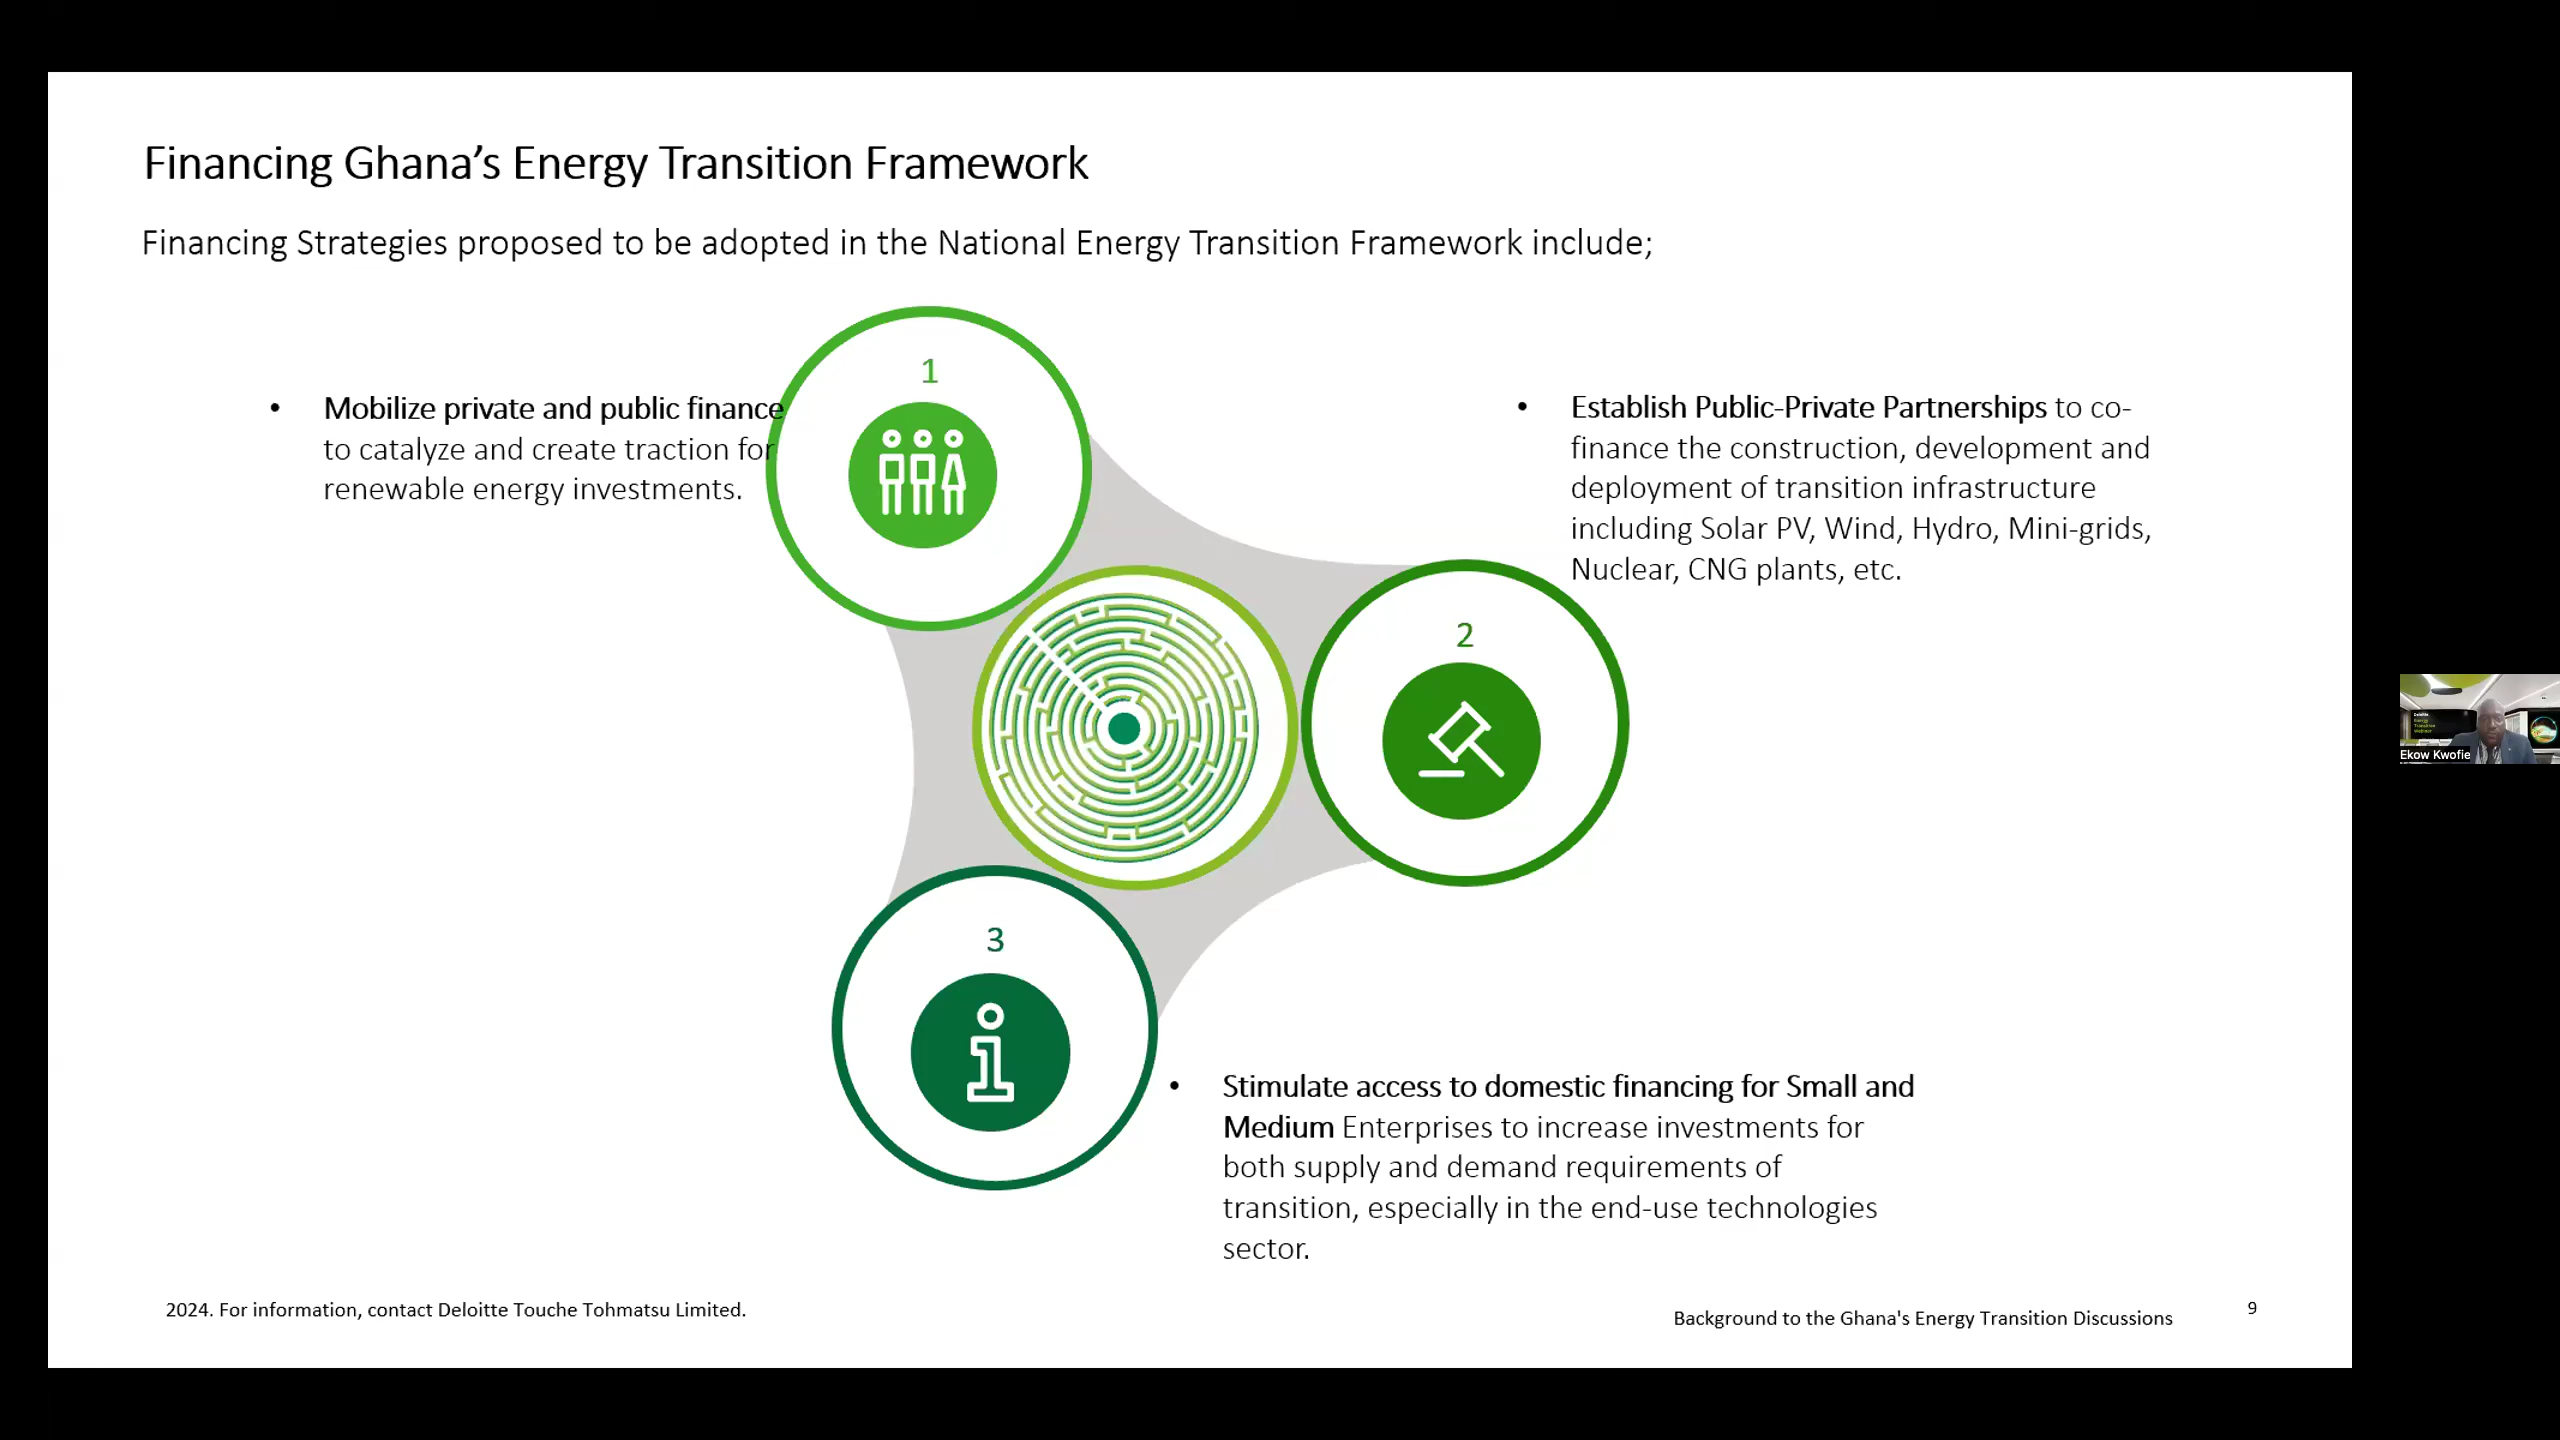 Financing Ghana’s Energy Transition Framework
Financing Strategies proposed to be adopted in the National Energy Transition Framework include;
1
• Mobilize private and public finance
to catalyze and create traction for
renewable energy investments.
• Establish Public-Private Partnerships to co-
finance the construction, development and
deployment of transition infrastructure
including Solar PV, Wind, Hydro, Mini-grids,
Nuclear, CNG plants, etc.
2
3
• Stimulate access to domestic financing for Small and
Medium Enterprises to increase investments for
both supply and demand requirements of
transition, especially in the end-use technologies
sector.
2024. For information, contact Deloitte Touche Tohmatsu Limited.
Background to the Ghana's Energy Transition Discussions
9
Deloitte.
Energy
Transition
Webinar
Ekow Kwofie